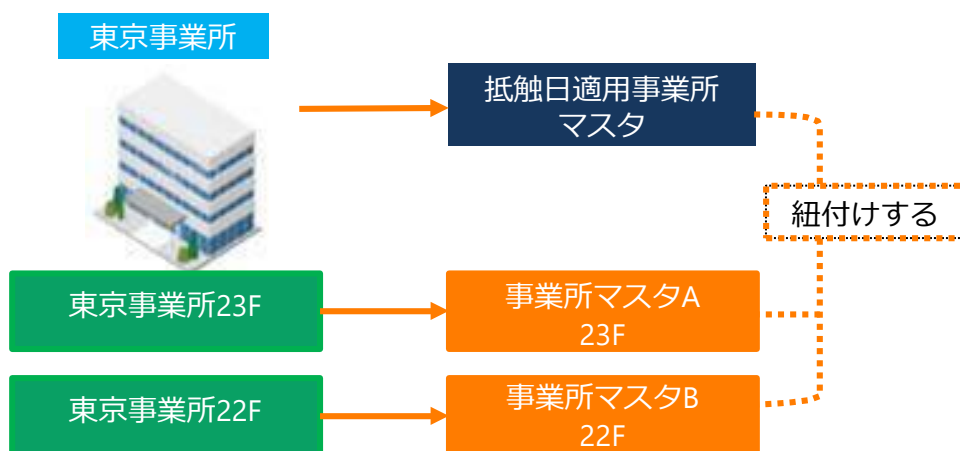 東京事業所
抵触日適用事業所
マスタ
紐付けする
東京事業所23F
事業所マスタA
23F
東京事業所22F
事業所マスタB
22F